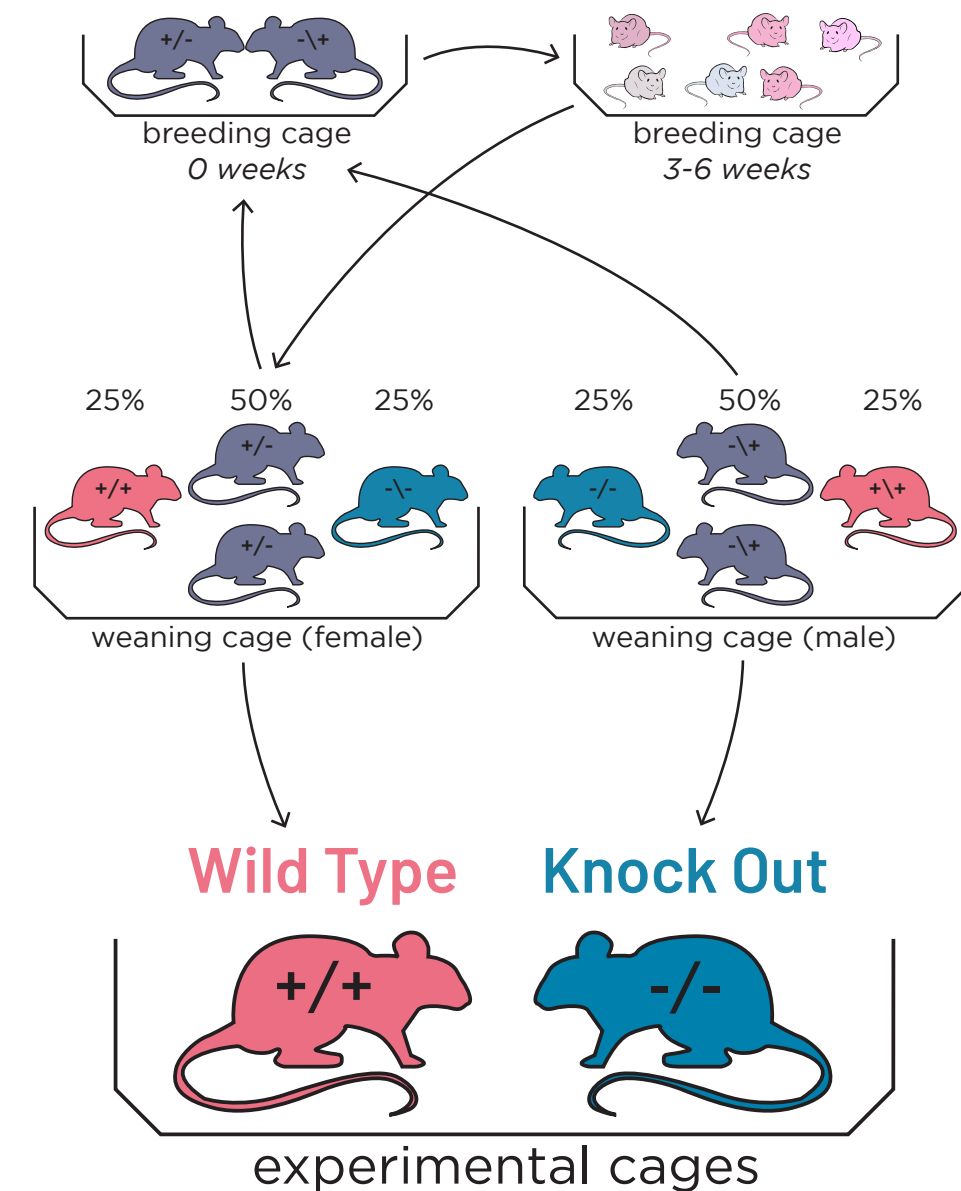 +/- -\+
breeding cage
0 weeks
breeding cage
3-6 weeks
25% 50% 25%
+/-
+/+ -\-
+/-
weaning cage (female)
25% 50% 25%
-\+
-/- +\+
-\+
weaning cage (male)
Wild Type Knock Out
+/+ -/-
experimental cages